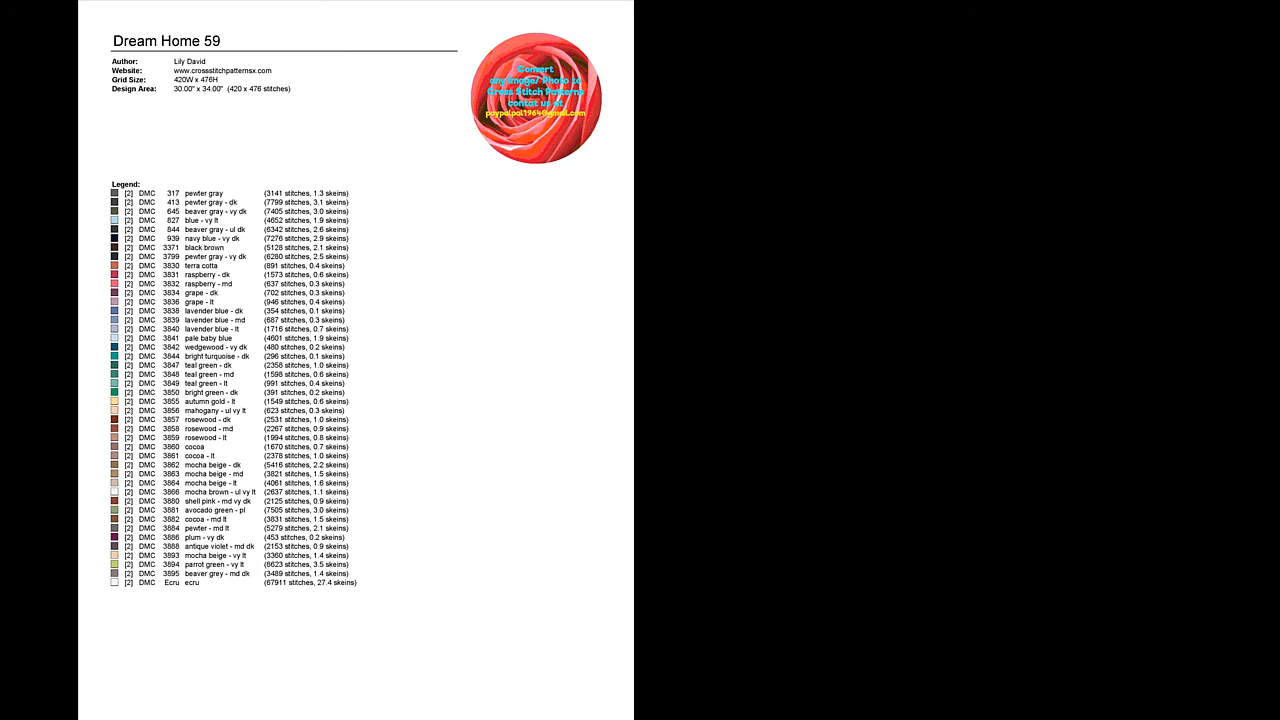 Dream Home 59
Author: Lily David
Website: www.crossstitchpatternsx.com
Grid Size: 420W x 476H
Design Area: 30.00" x 34.00" (420 x 476 stitches)
Convert
any Image/ Photo to
Cross Stitch Patterns
contat us at
paypalpal1964@gmail.com
Legend:
[2] DMC 317 pewter gray (3141 stitches, 1.3 skeins)
[2] DMC 413 pewter gray - dk (7799 stitches, 3.1 skeins)
[2] DMC 645 beaver gray - vy dk (7405 stitches, 3.0 skeins)
[2] DMC 827 blue - vy lt (4652 stitches, 1.9 skeins)
[2] DMC 844 beaver gray - ul dk (6342 stitches, 2.6 skeins)
[2] DMC 939 navy blue - vy dk (7276 stitches, 2.9 skeins)
[2] DMC 3371 black brown (5128 stitches, 2.1 skeins)
[2] DMC 3799 pewter gray - vy dk (6280 stitches, 2.5 skeins)
[2] DMC 3830 terra cotta (891 stitches, 0.4 skeins)
[2] DMC 3831 raspberry - dk (1573 stitches, 0.6 skeins)
[2] DMC 3832 raspberry - md (637 stitches, 0.3 skeins)
[2] DMC 3834 grape - dk (702 stitches, 0.3 skeins)
[2] DMC 3836 grape - lt (946 stitches, 0.4 skeins)
[2] DMC 3838 lavender blue - dk (354 stitches, 0.1 skeins)
[2] DMC 3839 lavender blue - md (687 stitches, 0.3 skeins)
[2] DMC 3840 lavender blue - lt (1716 stitches, 0.7 skeins)
[2] DMC 3841 pale baby blue (4601 stitches, 1.9 skeins)
[2] DMC 3842 wedgewood - vy dk (480 stitches, 0.2 skeins)
[2] DMC 3844 bright turquoise - dk (296 stitches, 0.1 skeins)
[2] DMC 3847 teal green - dk (2358 stitches, 1.0 skeins)
[2] DMC 3848 teal green - md (1598 stitches, 0.6 skeins)
[2] DMC 3849 teal green - lt (991 stitches, 0.4 skeins)
[2] DMC 3850 bright green - dk (391 stitches, 0.2 skeins)
[2] DMC 3855 autumn gold - lt (1549 stitches, 0.6 skeins)
[2] DMC 3856 mahogany - ul vy lt (623 stitches, 0.3 skeins)
[2] DMC 3857 rosewood - dk (2531 stitches, 1.0 skeins)
[2] DMC 3858 rosewood - md (2267 stitches, 0.9 skeins)
[2] DMC 3859 rosewood - lt (1994 stitches, 0.8 skeins)
[2] DMC 3860 cocoa (1670 stitches, 0.7 skeins)
[2] DMC 3861 cocoa - lt (2378 stitches, 1.0 skeins)
[2] DMC 3862 mocha beige - dk (5416 stitches, 2.2 skeins)
[2] DMC 3863 mocha beige - md (3821 stitches, 1.5 skeins)
[2] DMC 3864 mocha beige - lt (4061 stitches, 1.6 skeins)
[2] DMC 3866 mocha brown - ul vy lt (2637 stitches, 1.1 skeins)
[2] DMC 3880 shell pink - md vy dk (2125 stitches, 0.9 skeins)
[2] DMC 3881 avocado green - pl (7505 stitches, 3.0 skeins)
[2] DMC 3882 cocoa - md lt (3831 stitches, 1.5 skeins)
[2] DMC 3884 pewter - md lt (5279 stitches, 2.1 skeins)
[2] DMC 3886 plum - vy dk (453 stitches, 0.2 skeins)
[2] DMC 3888 antique violet - md dk (2153 stitches, 0.9 skeins)
[2] DMC 3893 mocha beige - vy lt (3360 stitches, 1.4 skeins)
[2] DMC 3894 parrot green - vy lt (8623 stitches, 3.5 skeins)
[2] DMC 3895 beaver grey - md dk (3489 stitches, 1.4 skeins)
[2] DMC Ecru ecru (67911 stitches, 27.4 skeins)